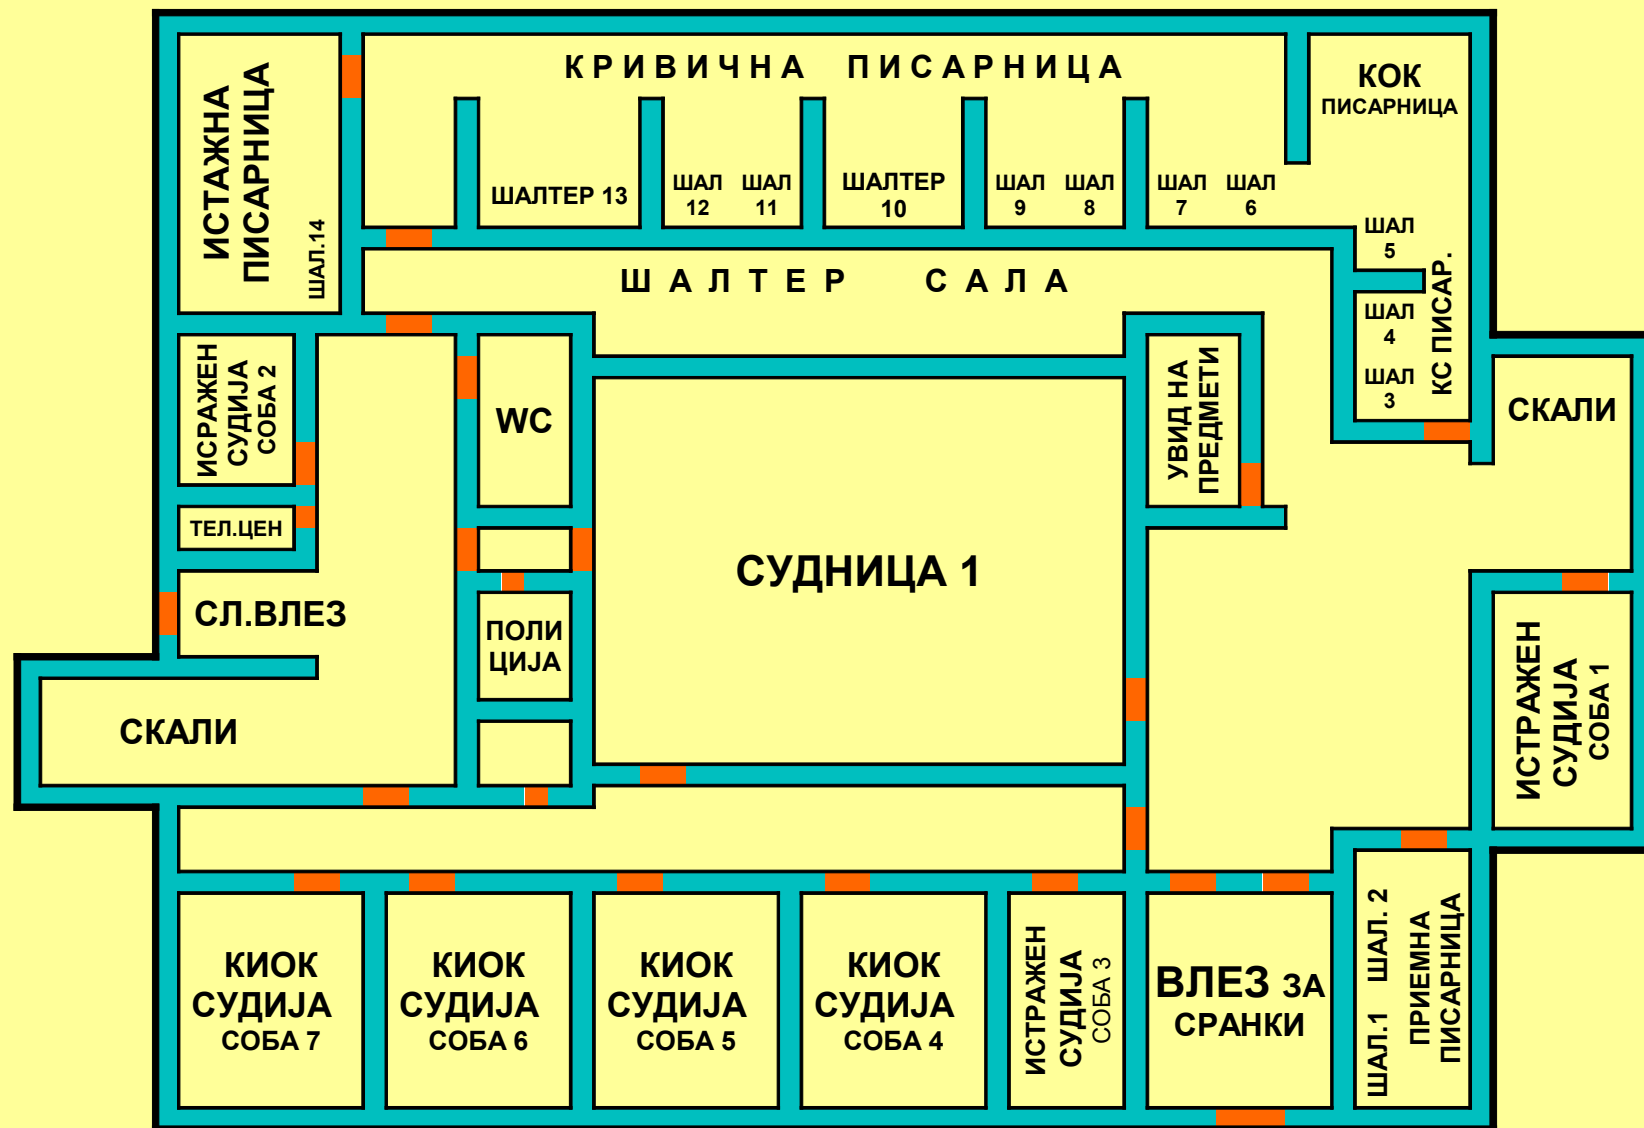 КРИВИЧНА ПИСАРНИЦА
КОК
ПИСАРНИЦА
ИСТАЖНА
ПИСАРНИЦА
ШАЛ.14
ШАЛТЕР 13
ШАЛ
12
ШАЛ
11
ШАЛТЕР
10
ШАЛ
9
ШАЛ
8
ШАЛ
7
ШАЛ
6
ШАЛ
5
ШАЛ
4
ШАЛ
3
КС ПИСАР.
ШАЛТЕР САЛА
ИСРАЖЕН
СУДИЈА
СОБА 2
WC
УВИД НА
ПРЕДМЕТИ
СКАЛИ
ТЕЛ.ЦЕН
СУДНИЦА 1
СЛ.ВЛЕЗ
ПОЛИ
ЦИЈА
ИСТРАЖЕН
СУДИЈА
СОБА 1
СКАЛИ
КИОК
СУДИЈА
СОБА 7
КИОК
СУДИЈА
СОБА 6
КИОК
СУДИЈА
СОБА 5
КИОК
СУДИЈА
СОБА 4
ИСТРАЖЕН
СУДИЈА
СОБА 3
ВЛЕЗ ЗА
СРАНКИ
ШАЛ.1 ШАЛ. 2
ПРИЕМНА
ПИСАРНИЦА